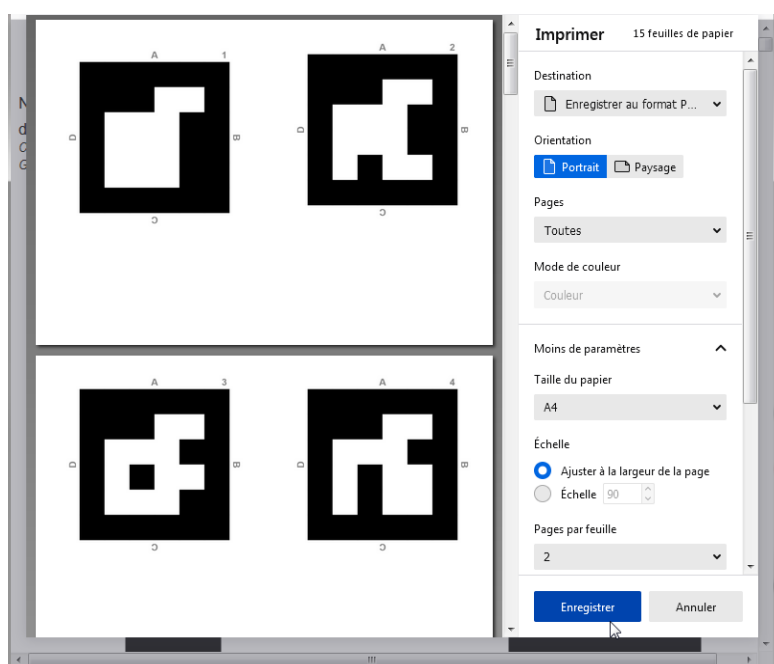 Imprimer 15 feuilles de papier
Destination
Enregistrer au format P...
Orientation
Portrait Paysage
Pages
Toutes
Mode de couleur
Couleur
Moins de paramètres
Taille du papier
A4
Échelle
Ajuster à la largeur de la page
Échelle 90
Pages par feuille
2
Enregistrer Annuler
A 1
D B
C
A 2
D B
C
A 3
D B
C
A 4
D B
C
N
d
O
G